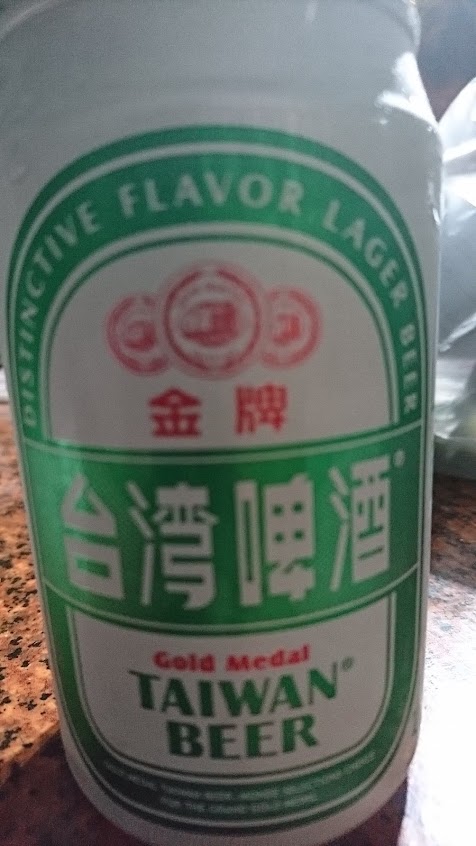 DISTINCTIVE FLAVOR LAGER BEER
金牌
台湾啤酒®
Gold Medal
TAIWAN®
BEER